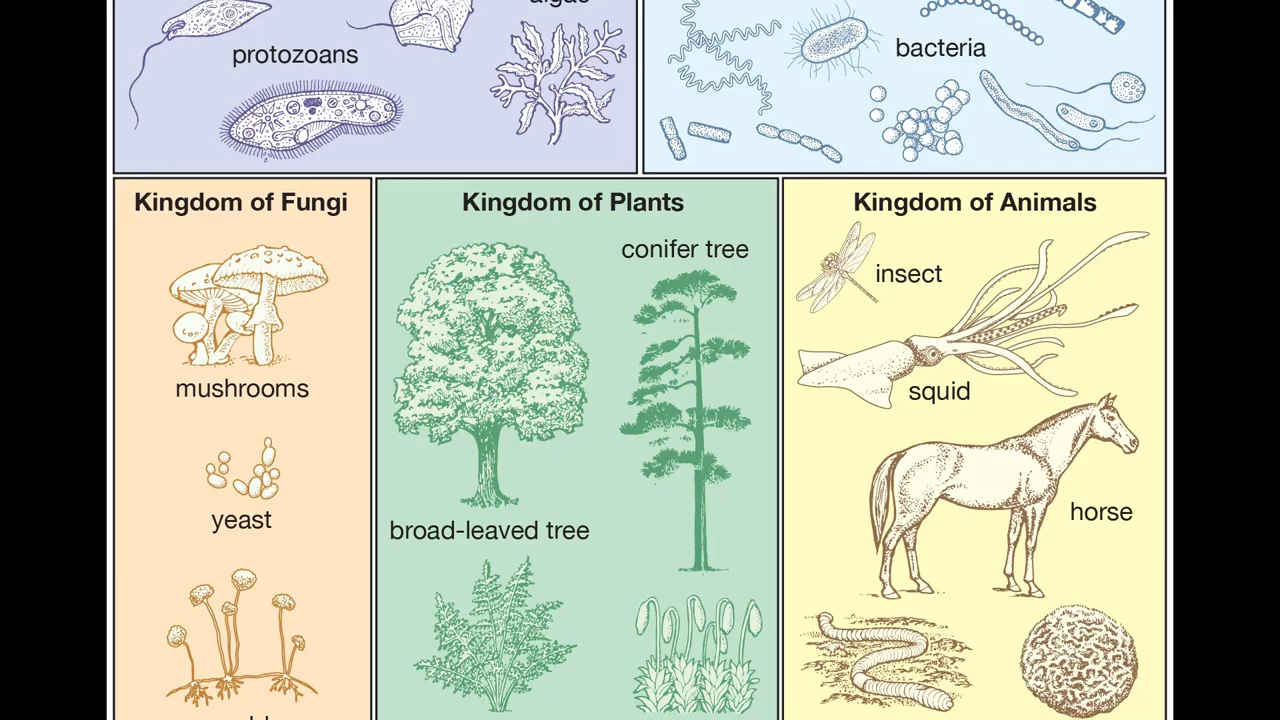 algae
protozoans
bacteria
Kingdom of Fungi
Kingdom of Plants
Kingdom of Animals
conifer tree
insect
mushrooms
squid
yeast
horse
broad-leaved tree